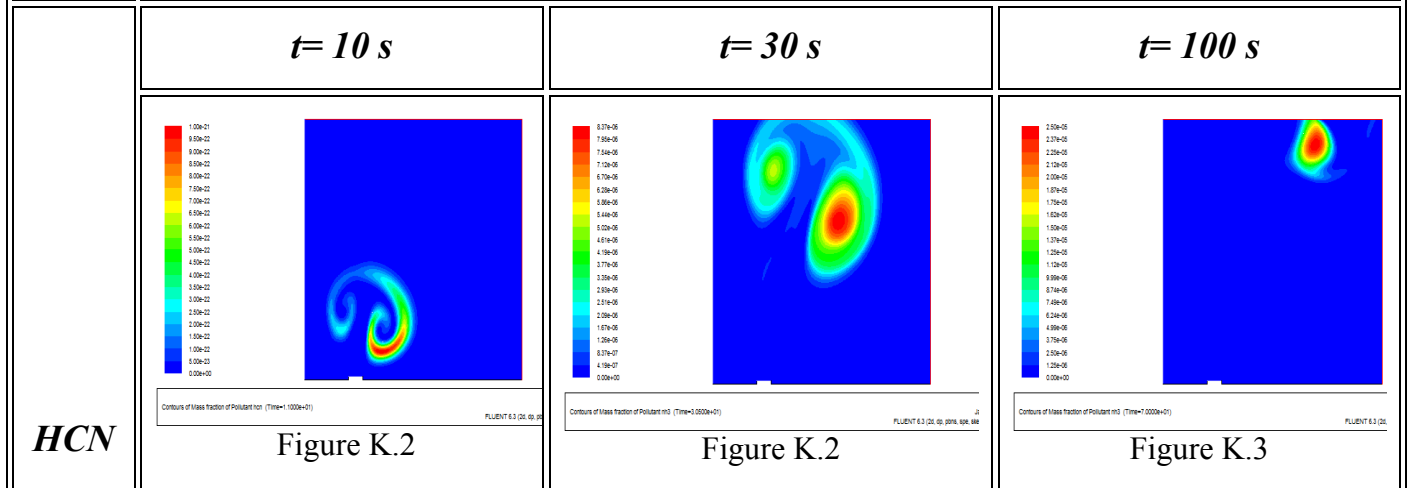 t= 10 s
t= 30 s
t= 100 s
HCN
1.00e-21
9.50e-22
9.00e-22
8.50e-22
8.00e-22
7.50e-22
7.00e-22
6.50e-22
6.00e-22
5.50e-22
5.00e-22
4.50e-22
4.00e-22
3.50e-22
3.00e-22
2.50e-22
2.00e-22
1.50e-22
1.00e-22
5.00e-23
0.00e+00
Contours of Mass fraction of Pollutant hcn (Time=1.1000e+01)
FLUENT 6.3 (2d, dp, pb
Figure K.2
8.37e-06
7.95e-06
7.54e-06
7.12e-06
6.70e-06
6.28e-06
5.86e-06
5.44e-06
5.02e-06
4.61e-06
4.19e-06
3.77e-06
3.35e-06
2.93e-06
2.51e-06
2.09e-06
1.67e-06
1.26e-06
8.37e-07
4.19e-07
0.00e+00
Contours of Mass fraction of Pollutant nh3 (Time=3.0500e+01)
FLUENT 6.3 (2d, dp, pbns, spe, ske
Figure K.2
2.50e-05
2.37e-05
2.25e-05
2.12e-05
2.00e-05
1.87e-05
1.75e-05
1.62e-05
1.50e-05
1.37e-05
1.25e-05
1.12e-05
9.99e-06
8.74e-06
7.49e-06
6.24e-06
4.99e-06
3.75e-06
2.50e-06
1.25e-06
0.00e+00
Contours of Mass fraction of Pollutant nh3 (Time=7.0000e+01)
FLUENT 6.3 (2d,
Figure K.3